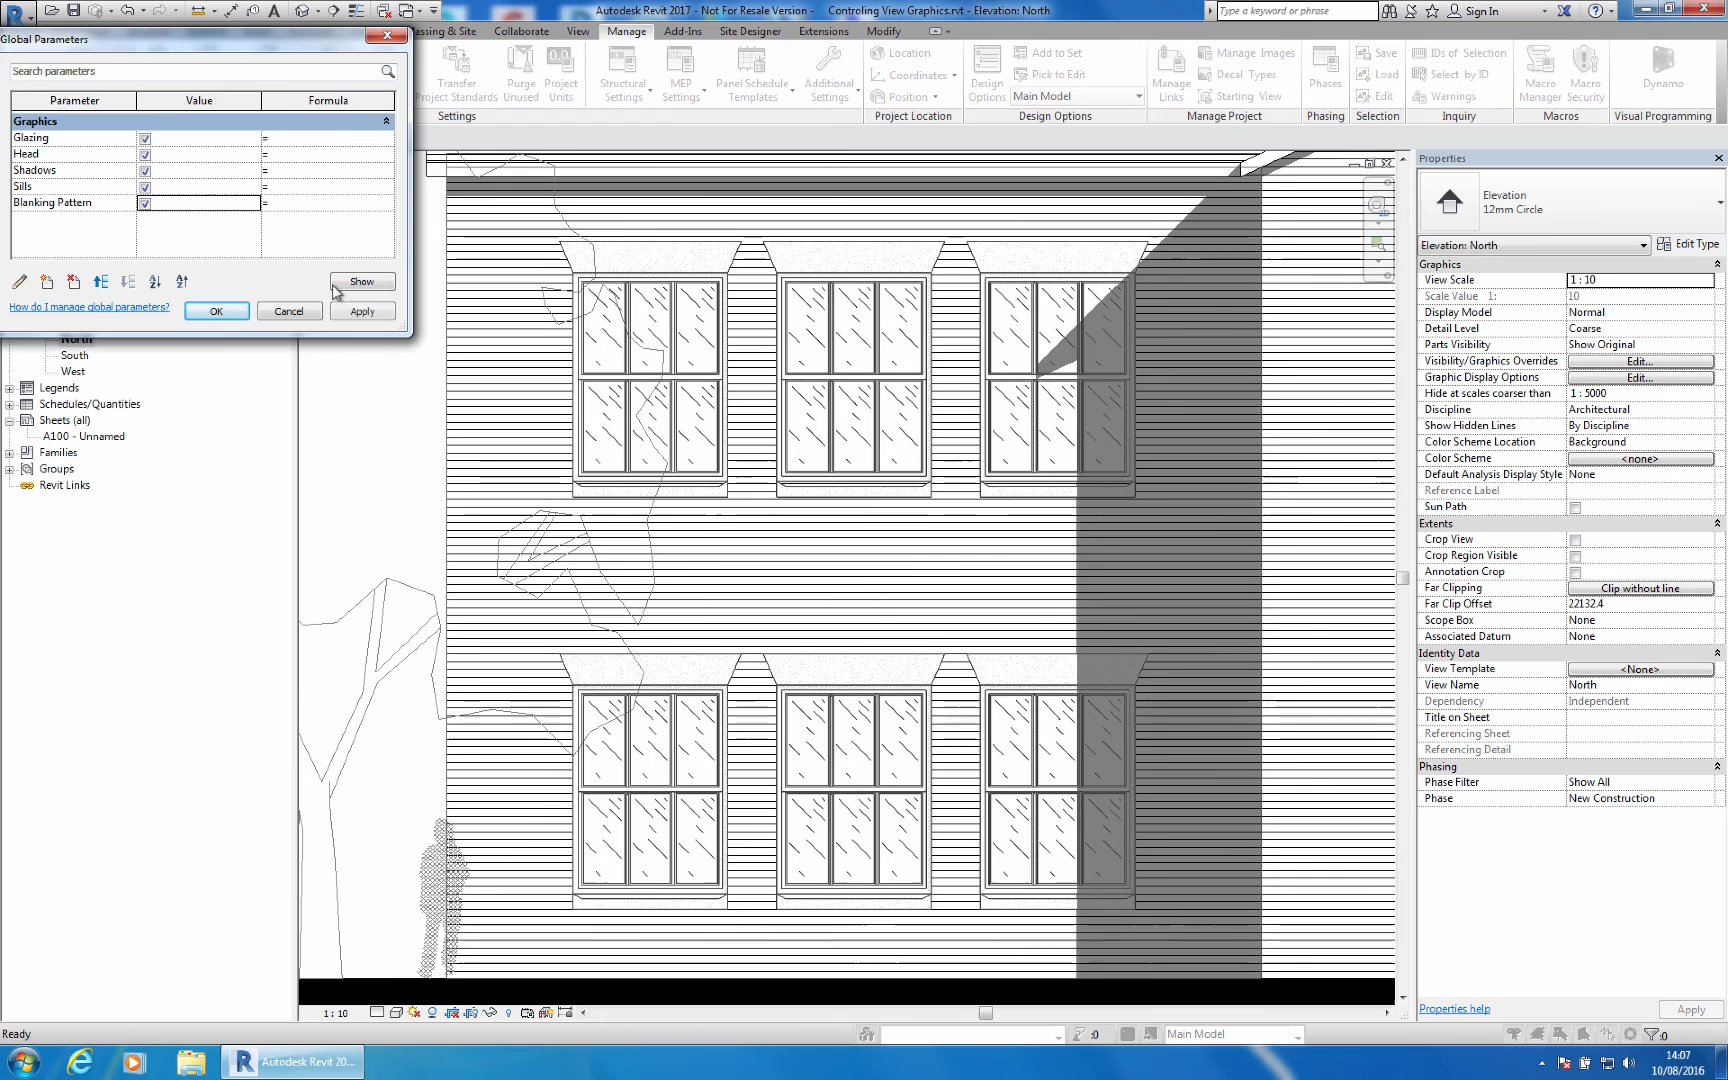 Autodesk Revit 2017 - Not For Resale Version - Controling View Graphics.rvt - Elevation: North
Type a keyword or phrase
Sign In
Global Parameters
Massing & Site Collaborate View Manage Add-Ins Site Designer Extensions Modify
Search parameters
Parameter Value Formula
Graphics
Glazing =
Head =
Shadows =
Sills =
Blanking Pattern =
Show
How do I manage global parameters?
OK Cancel Apply
Transfer Project Standards
Purge Unused
Project Units
Structural Settings
MEP Settings
Panel Schedule Templates
Additional Settings
Settings
Location
Coordinates
Position
Project Location
Design Options
Add to Set
Pick to Edit
Main Model
Design Options
Manage Links
Manage Images
Decal Types
Starting View
Manage Project
Phases
Phasing
Save
Load
Edit
Selection
IDs of Selection
Select by ID
Warnings
Inquiry
Macro Manager
Macro Security
Macros
Dynamo
Visual Programming
North
South
West
Legends
Schedules/Quantities
Sheets (all)
A100 - Unnamed
Families
Groups
Revit Links
Properties
Elevation
12mm Circle
Elevation: North
Edit Type
Graphics
View Scale 1 : 10
Scale Value 1: 10
Display Model Normal
Detail Level Coarse
Parts Visibility Show Original
Visibility/Graphics Overrides Edit...
Graphic Display Options Edit...
Hide at scales coarser than 1 : 5000
Discipline Architectural
Show Hidden Lines By Discipline
Color Scheme Location Background
Color Scheme <none>
Default Analysis Display Style None
Reference Label
Sun Path
Extents
Crop View
Crop Region Visible
Annotation Crop
Far Clipping Clip without line
Far Clip Offset 22132.4
Scope Box None
Associated Datum None
Identity Data
View Template <None>
View Name North
Dependency Independent
Title on Sheet
Referencing Sheet
Referencing Detail
Phasing
Phase Filter Show All
Phase New Construction
Properties help
Apply
1 : 10
Ready
:0
Main Model
:0
Autodesk Revit 20...
14:07
10/08/2016